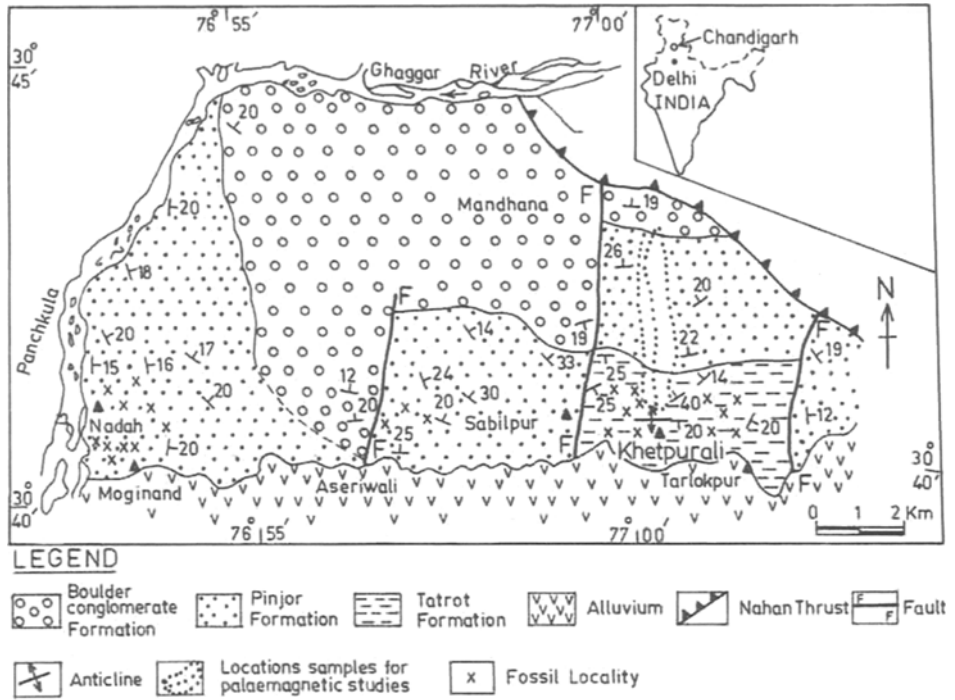 76° 55′
77° 00′
30° 45′
Ghaggar River
Chandigarh
Delhi
INDIA
20
Mandhana
F
19
20
26
18
20
N
Panchkula
F
F
20
14
19
22
19
15
16
17
33
24
12
25
14
20
30
20
20
25
40
12
Nadah
20
25
Sabilpur
20
20
F
F
Khetpurali
Moginand
Aseriwali
Tarlokpur
F
30° 40′
30° 40′
0 1 2 Km
76° 55′
77° 00′
LEGEND
Boulder conglomerate Formation
Pinjor Formation
Tatrot Formation
Alluvium
Nahan Thrust
F
F
Fault
Anticline
Locations samples for palaemagnetic studies
x Fossil Locality